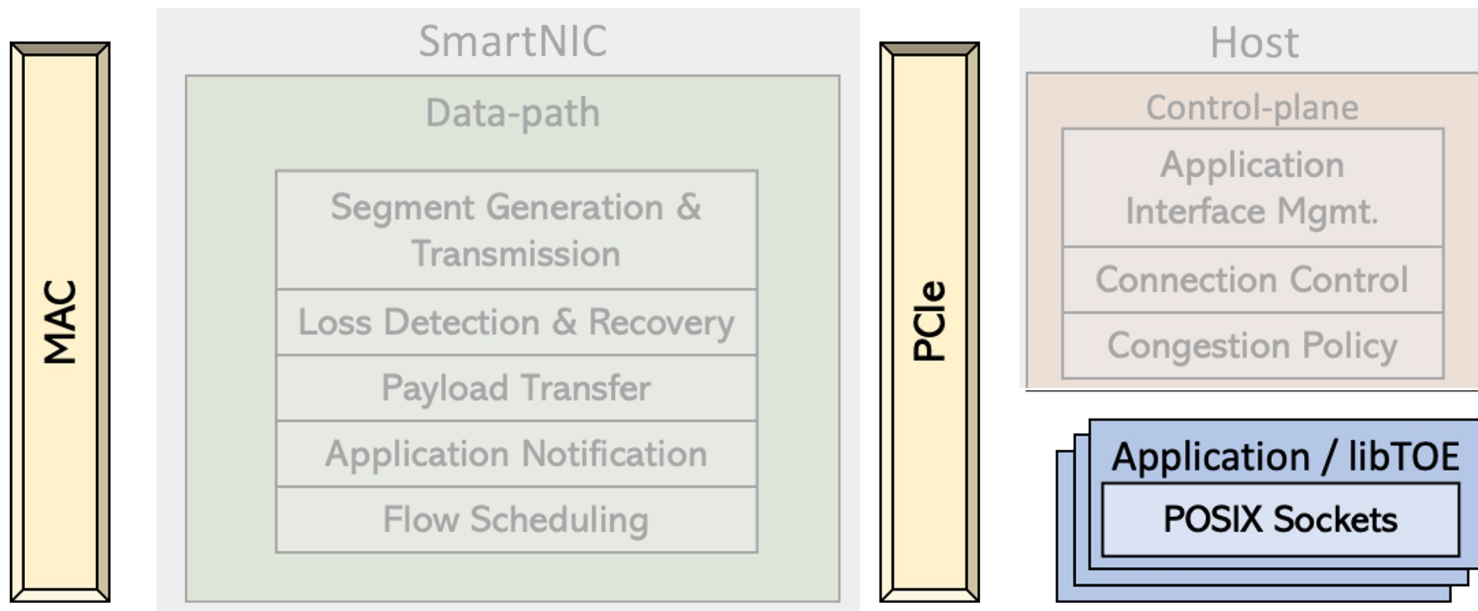 MAC
SmartNIC
Data-path
Segment Generation &
Transmission
Loss Detection & Recovery
Payload Transfer
Application Notification
Flow Scheduling
PCIe
Host
Control-plane
Application
Interface Mgmt.
Connection Control
Congestion Policy
Application / libTOE
POSIX Sockets